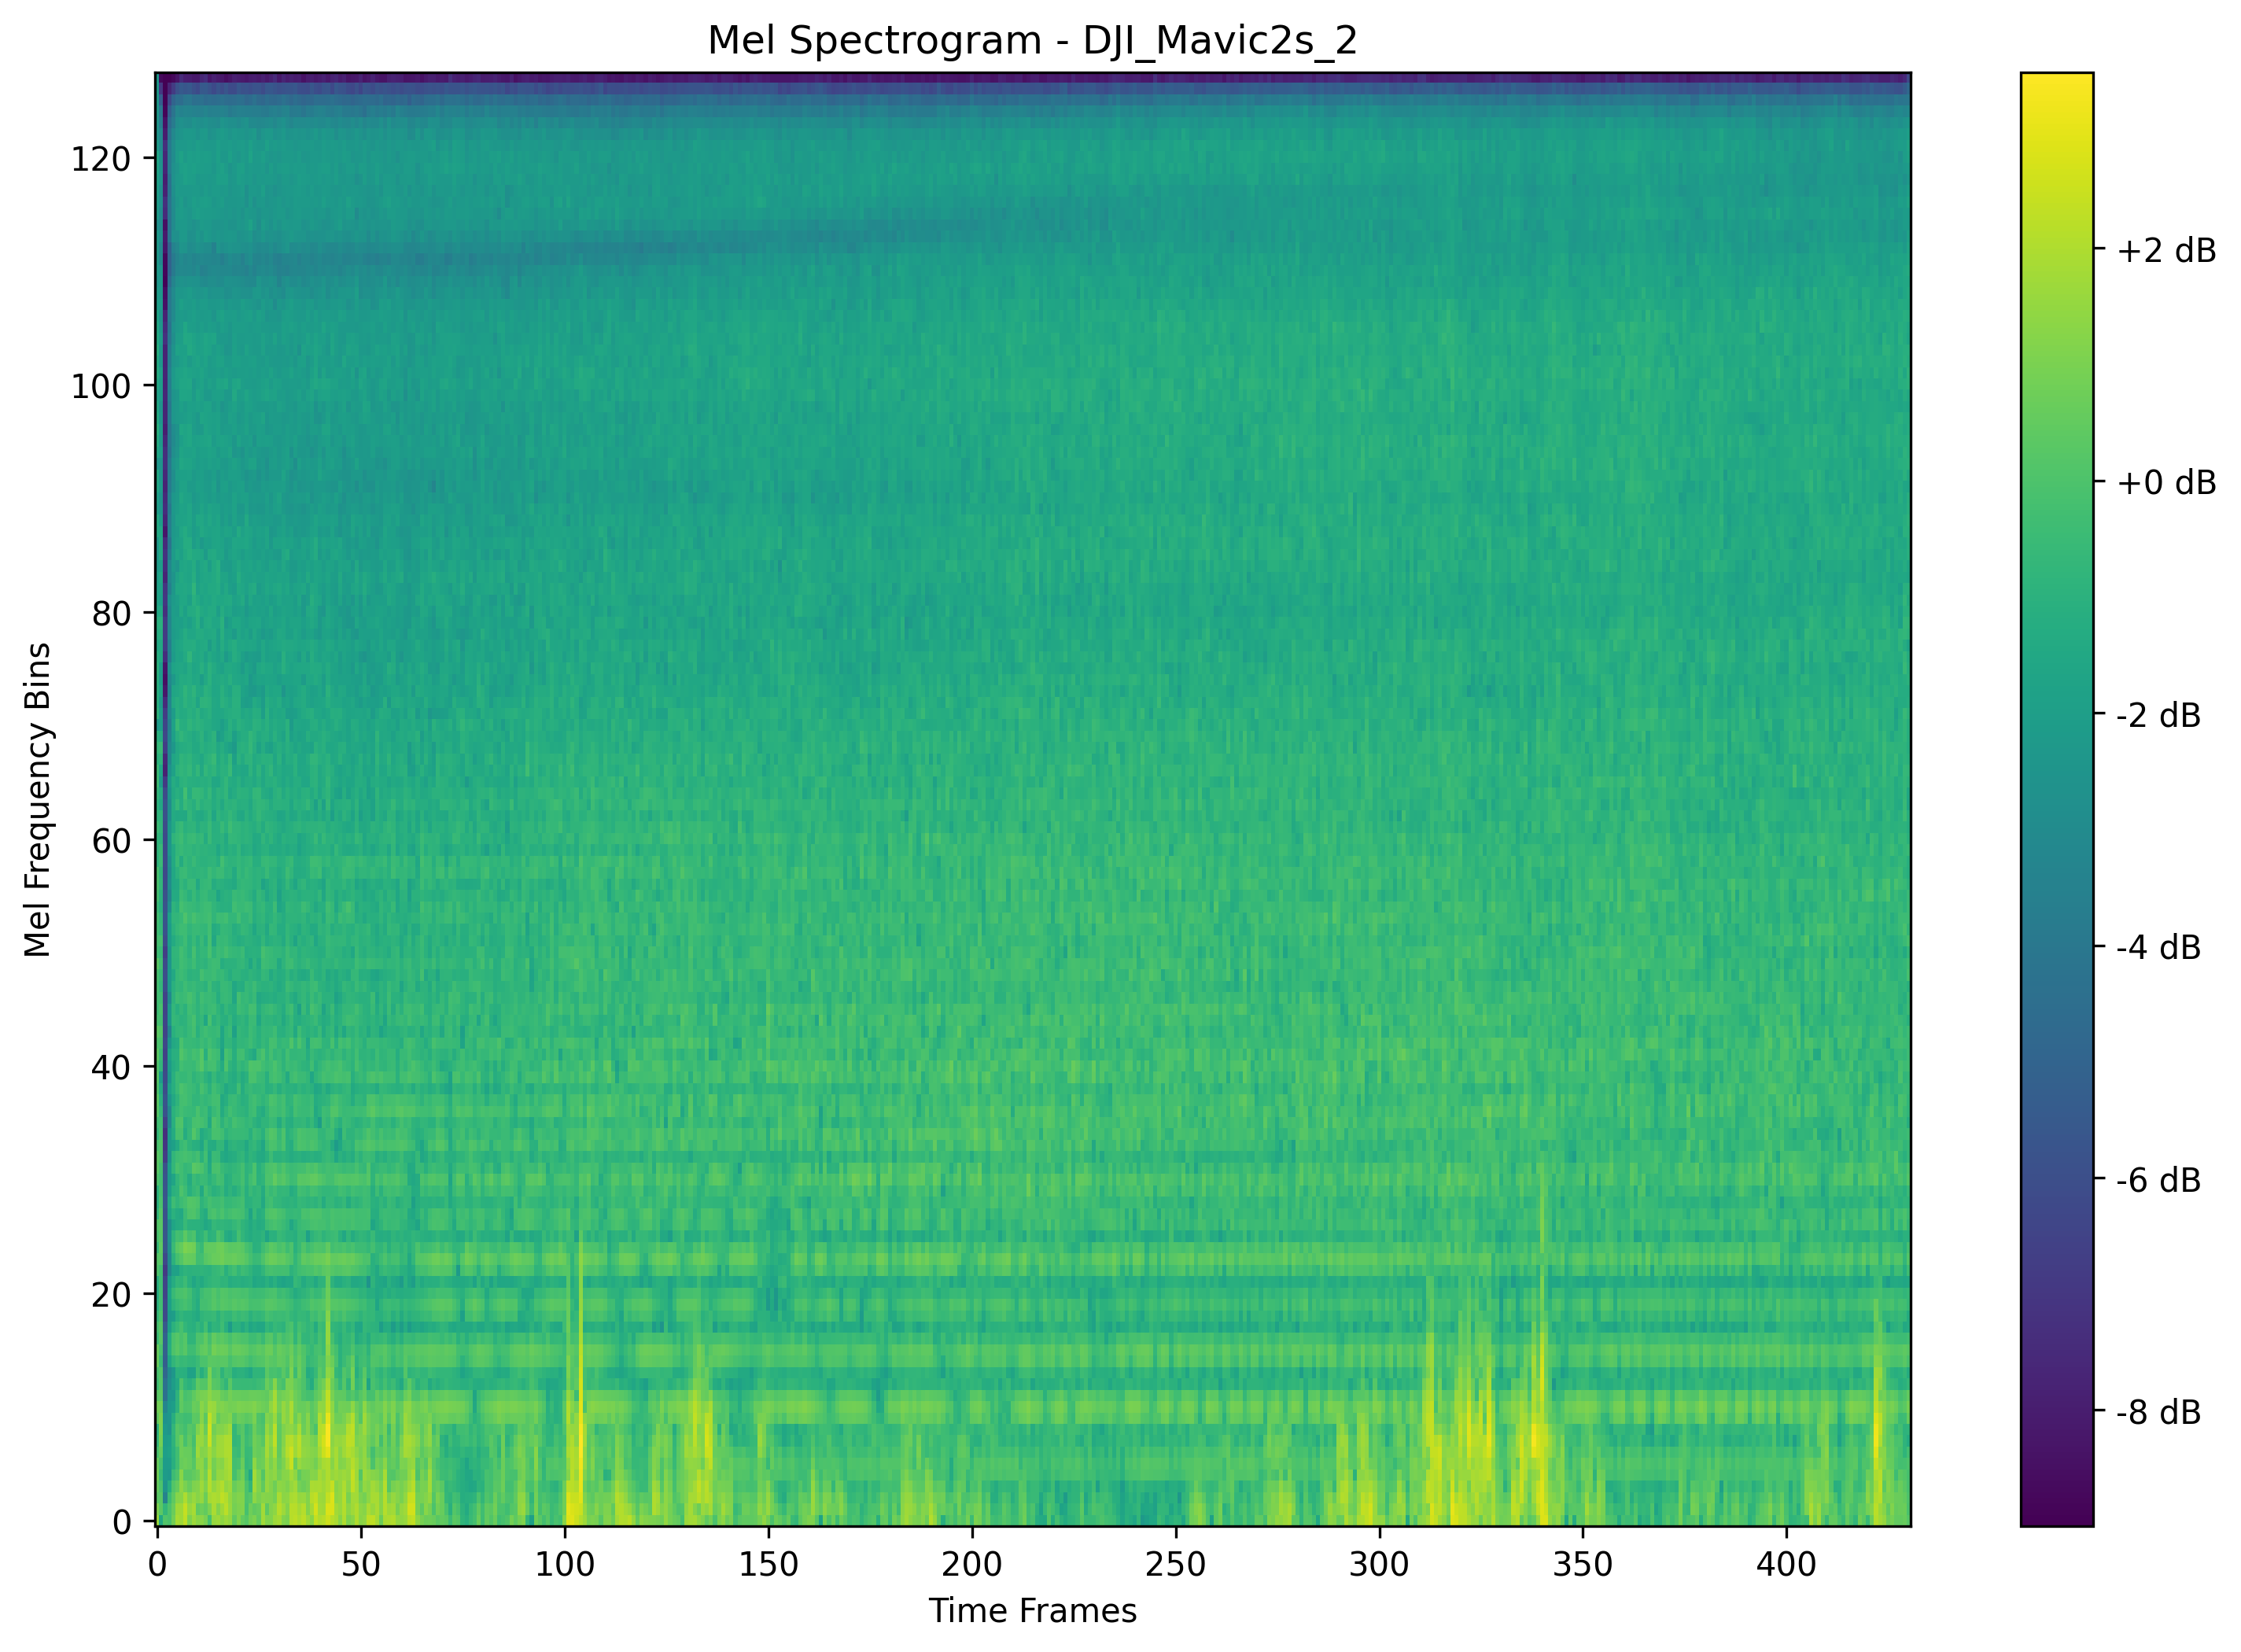 Mel Spectrogram - DJI_Mavic2s_2
Mel Frequency Bins
120
100
80
60
40
20
0
0 50 100 150 200 250 300 350 400
Time Frames
+2 dB
+0 dB
-2 dB
-4 dB
-6 dB
-8 dB